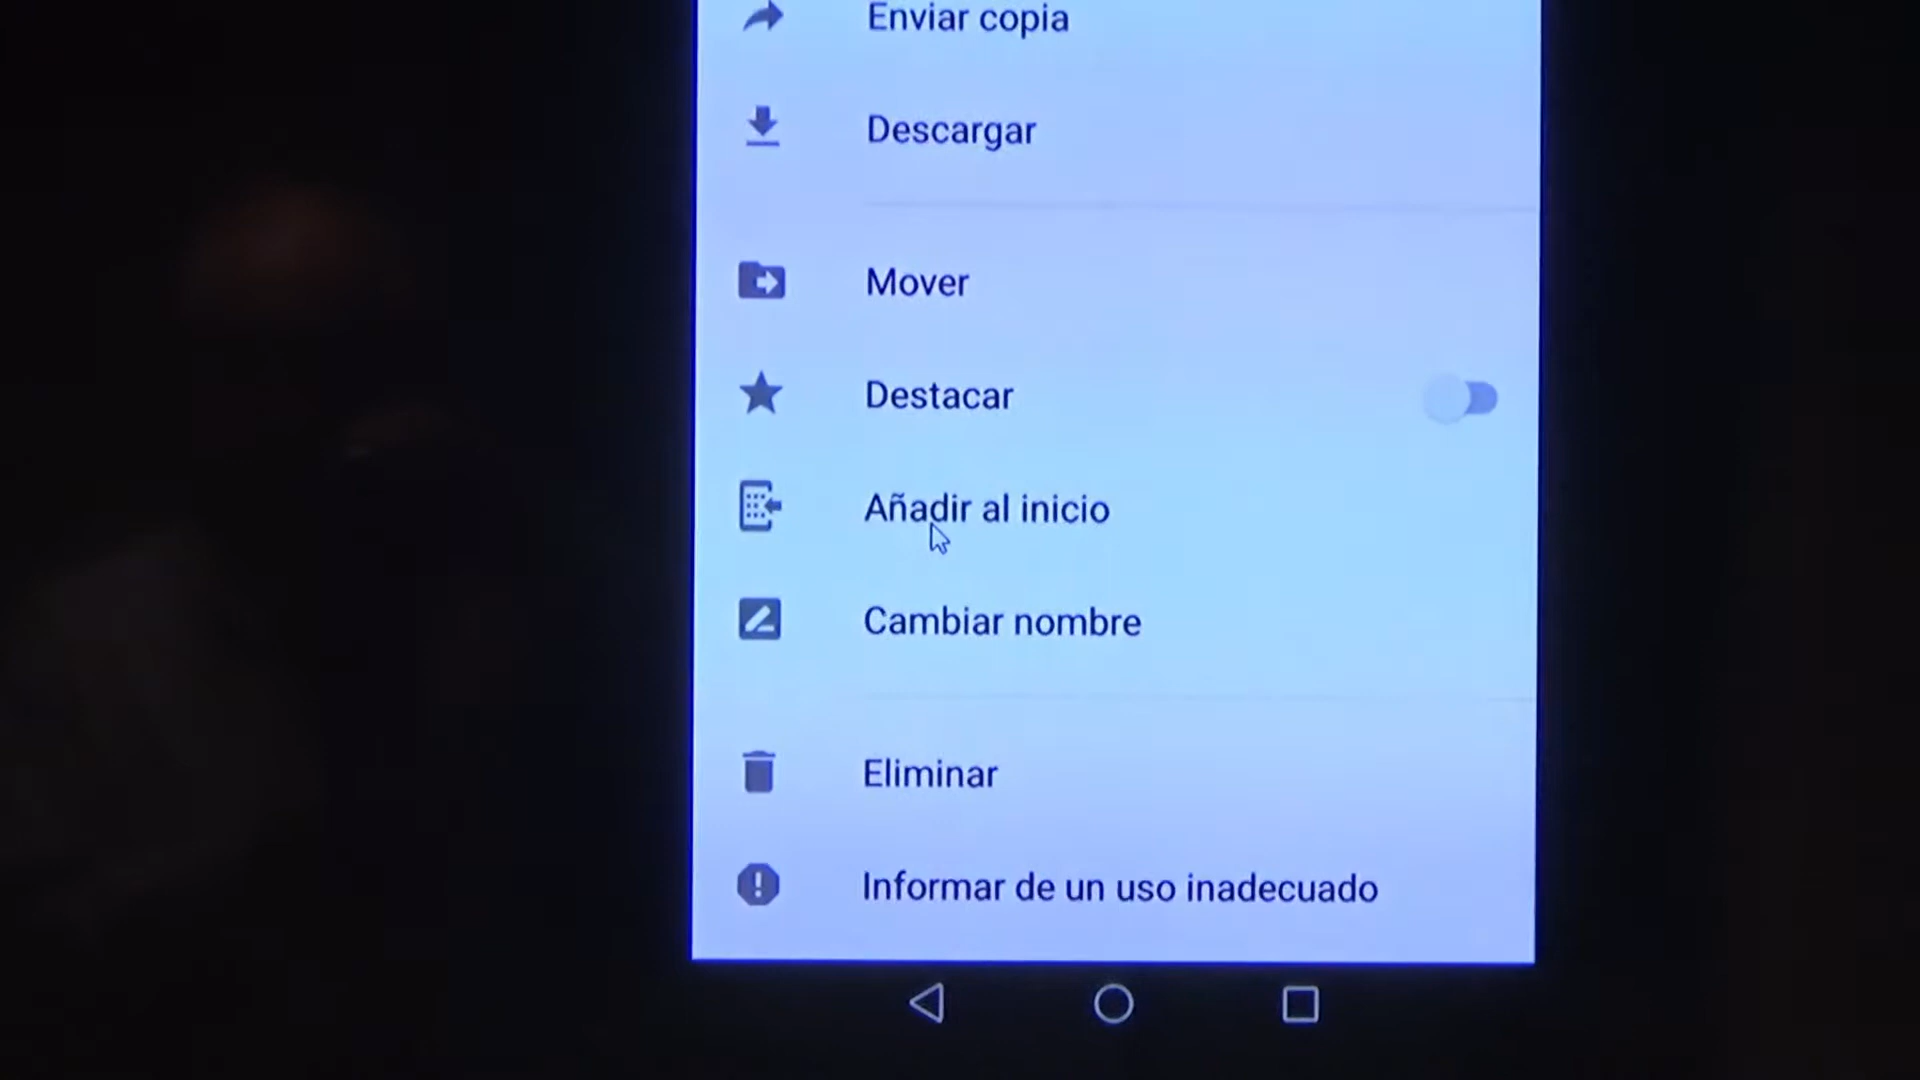 Enviar copia
Descargar
Mover
Destacar
Añadir al inicio
Cambiar nombre
Eliminar
Informar de un uso inadecuado